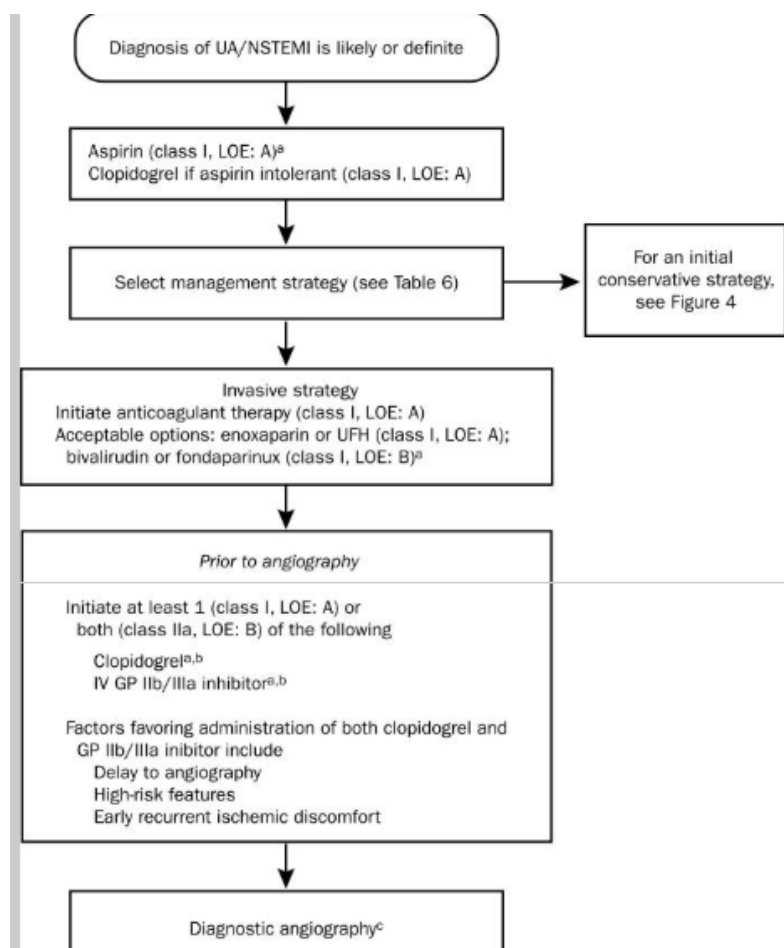 Diagnosis of UA/NSTEMI is likely or definite
Aspirin (class I, LOE: A)ᵃ
Clopidogrel if aspirin intolerant (class I, LOE: A)
Select management strategy (see Table 6)
For an initial
conservative strategy,
see Figure 4
Invasive strategy
Initiate anticoagulant therapy (class I, LOE: A)
Acceptable options: enoxaparin or UFH (class I, LOE: A);
bivalirudin or fondaparinux (class I, LOE: B)ᵃ
Prior to angiography
Initiate at least 1 (class I, LOE: A) or
both (class IIa, LOE: B) of the following
Clopidogrelᵃ,ᵇ
IV GP IIb/IIIa inhibitorᵃ,ᵇ
Factors favoring administration of both clopidogrel and
GP IIb/IIIa inibitor include
Delay to angiography
High-risk features
Early recurrent ischemic discomfort
Diagnostic angiographyᶜ